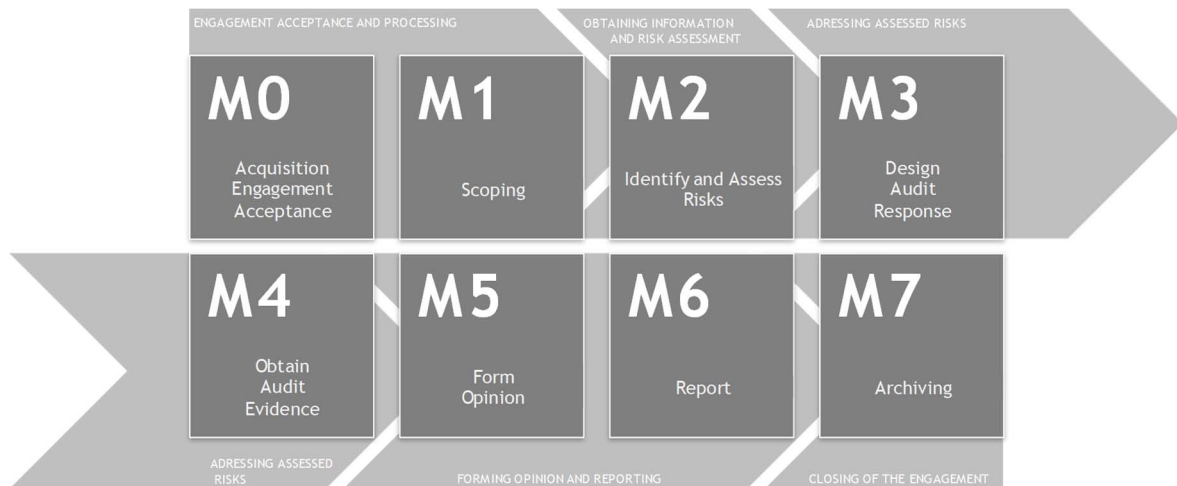 ENGAGEMENT ACCEPTANCE AND PROCESSING
OBTAINING INFORMATION
AND RISK ASSESSMENT
ADRESSING ASSESSED RISKS
M0
Acquisition
Engagement
Acceptance
M1
Scoping
M2
Identify and Assess
Risks
M3
Design
Audit
Response
M4
Obtain
Audit
Evidence
M5
Form
Opinion
M6
Report
M7
Archiving
ADRESSING ASSESSED
RISKS
FORMING OPINION AND REPORTING
CLOSING OF THE ENGAGEMENT